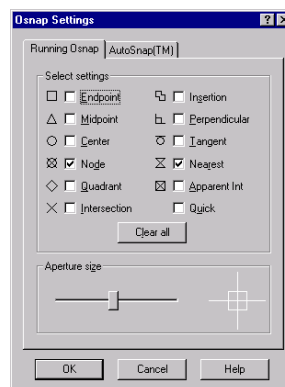 Osnap Settings
Running Osnap AutoSnap(TM)
Select settings
Endpoint Insertion
Midpoint Perpendicular
Center Tangent
Node Nearest
Quadrant Apparent Int
Intersection Quick
Clear all
Aperture size
OK Cancel Help